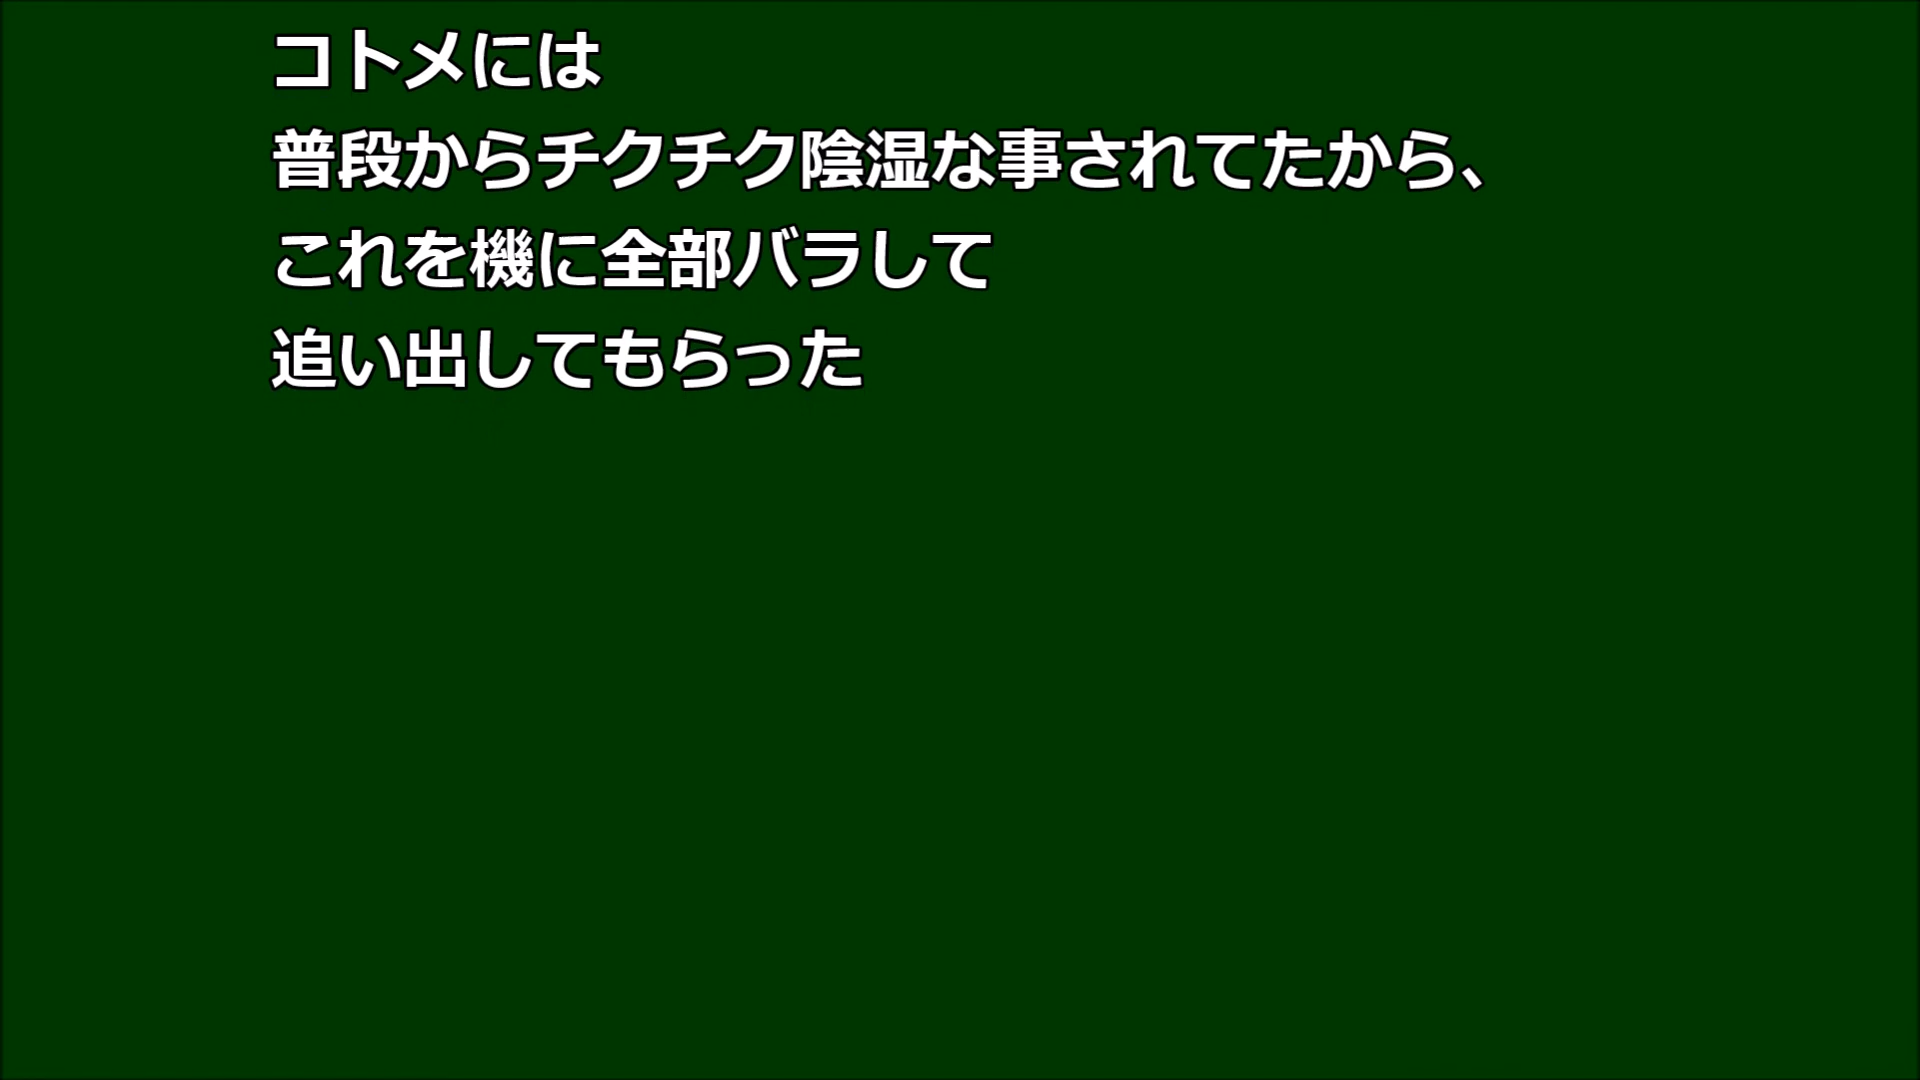 コトメには
普段からチクチク陰湿な事されてたから、
これを機に全部バラして
追い出してもらった